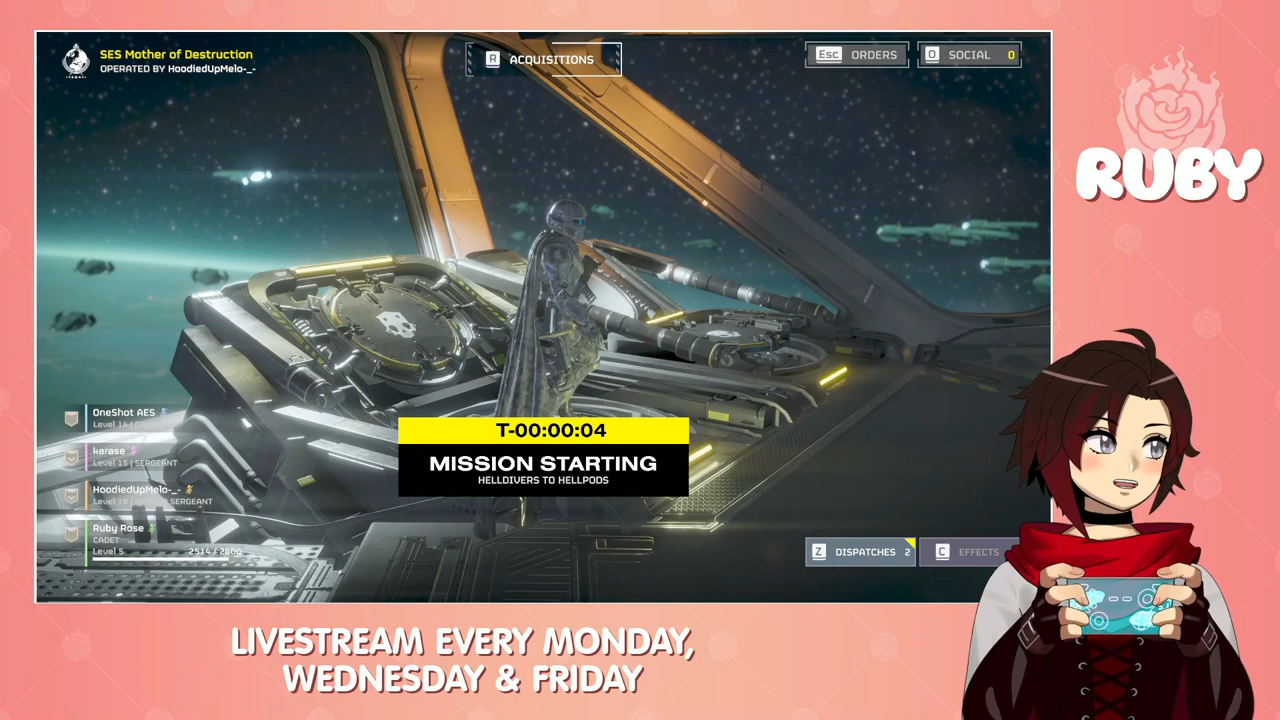 SES Mother of Destruction
OPERATED BY HoodiedUpMelo-_-
R ACQUISITIONS
Esc ORDERS
O SOCIAL 0
RUBY
OneShot AES
Level 14
karase
Level 15 | SERGEANT
HoodiedUpMelo-_-
SERGEANT
Ruby Rose
CADET
Level 5 2514 / 2600
T-00:00:04
MISSION STARTING
HELLDIVERS TO HELLPODS
Z DISPATCHES 2
C EFFECTS
LIVESTREAM EVERY MONDAY,
WEDNESDAY & FRIDAY